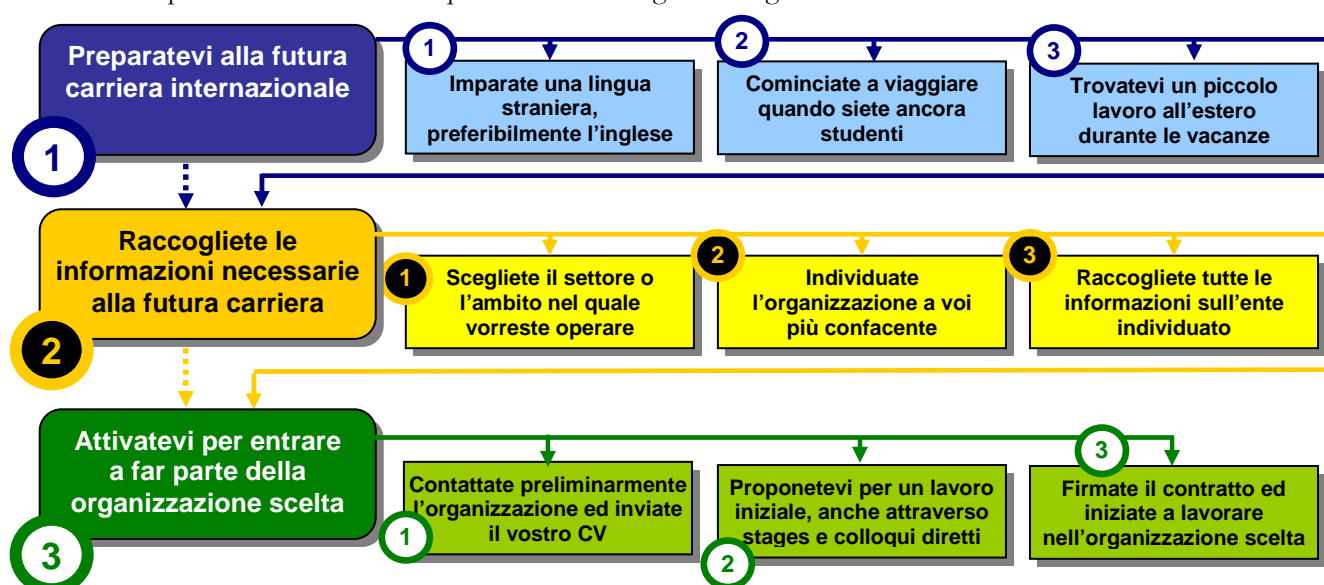 Preparatevi alla futura
carriera internazionale
1
1
Imparate una lingua
straniera,
preferibilmente l'inglese
2
Cominciate a viaggiare
quando siete ancora
studenti
3
Trovatevi un piccolo
lavoro all'estero
durante le vacanze
Raccogliete le
informazioni necessarie
alla futura carriera
2
1
Scegliete il settore o
l'ambito nel quale
vorreste operare
2
Individuate
l'organizzazione a voi
più confacente
3
Raccogliete tutte le
informazioni sull'ente
individuato
Attivatevi per entrare
a far parte della
organizzazione scelta
3
Contattate preliminarmente
l'organizzazione ed inviate
il vostro CV
1
Proponetevi per un lavoro
iniziale, anche attraverso
stages e colloqui diretti
2
3
Firmate il contratto ed
iniziate a lavorare
nell'organizzazione scelta